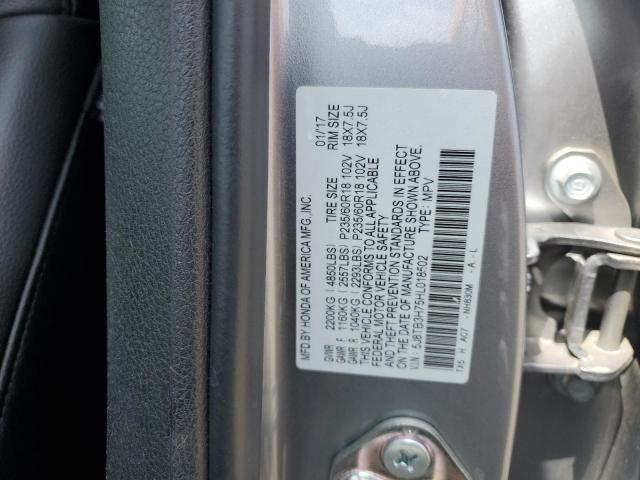 MFD.BY HONDA OF AMERICA MFG.,INC. 01/17
TIRE SIZE RIM SIZE
GVWR 2200KG (4850LBS)
GAWR F 1160KG (2557LBS) P235/60R18 102V 18X7.5J
GAWR R 1040KG (2293LBS) P235/60R18 102V 18X7.5J
THIS VEHICLE CONFORMS TO ALL APPLICABLE
FEDERAL MOTOR VEHICLE SAFETY
AND THEFT PREVENTION STANDARDS IN EFFECT
ON THE DATE OF MANUFACTURE SHOWN ABOVE.
V.I.N: 5J8TB3H75HL018502 TYPE: MPV
TX5 H A07 - NH830M - A - L